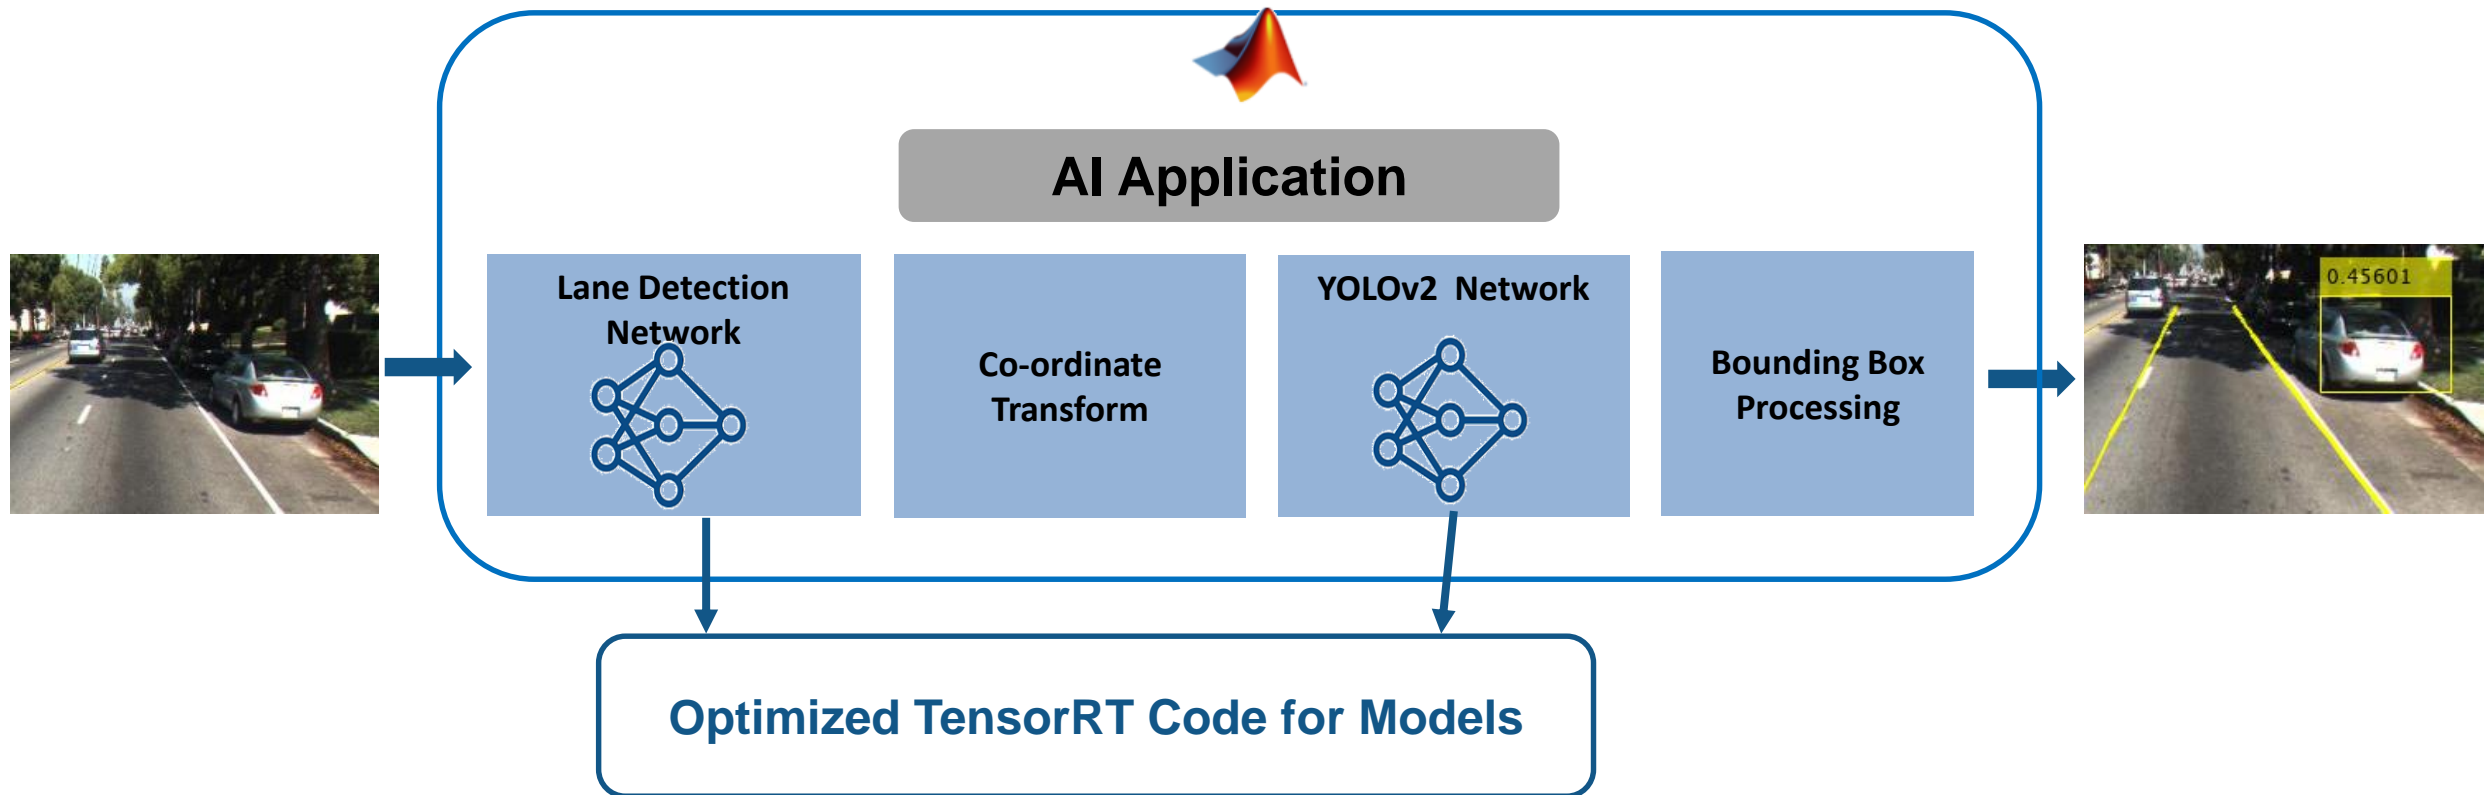 AI Application
Lane Detection
Network
Co-ordinate
Transform
YOLOv2 Network
Bounding Box
Processing
0.45601
Optimized TensorRT Code for Models